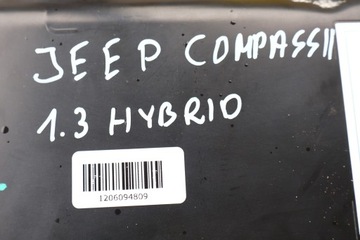 JEEP COMPASS II
1.3 HYBRID
1206094809